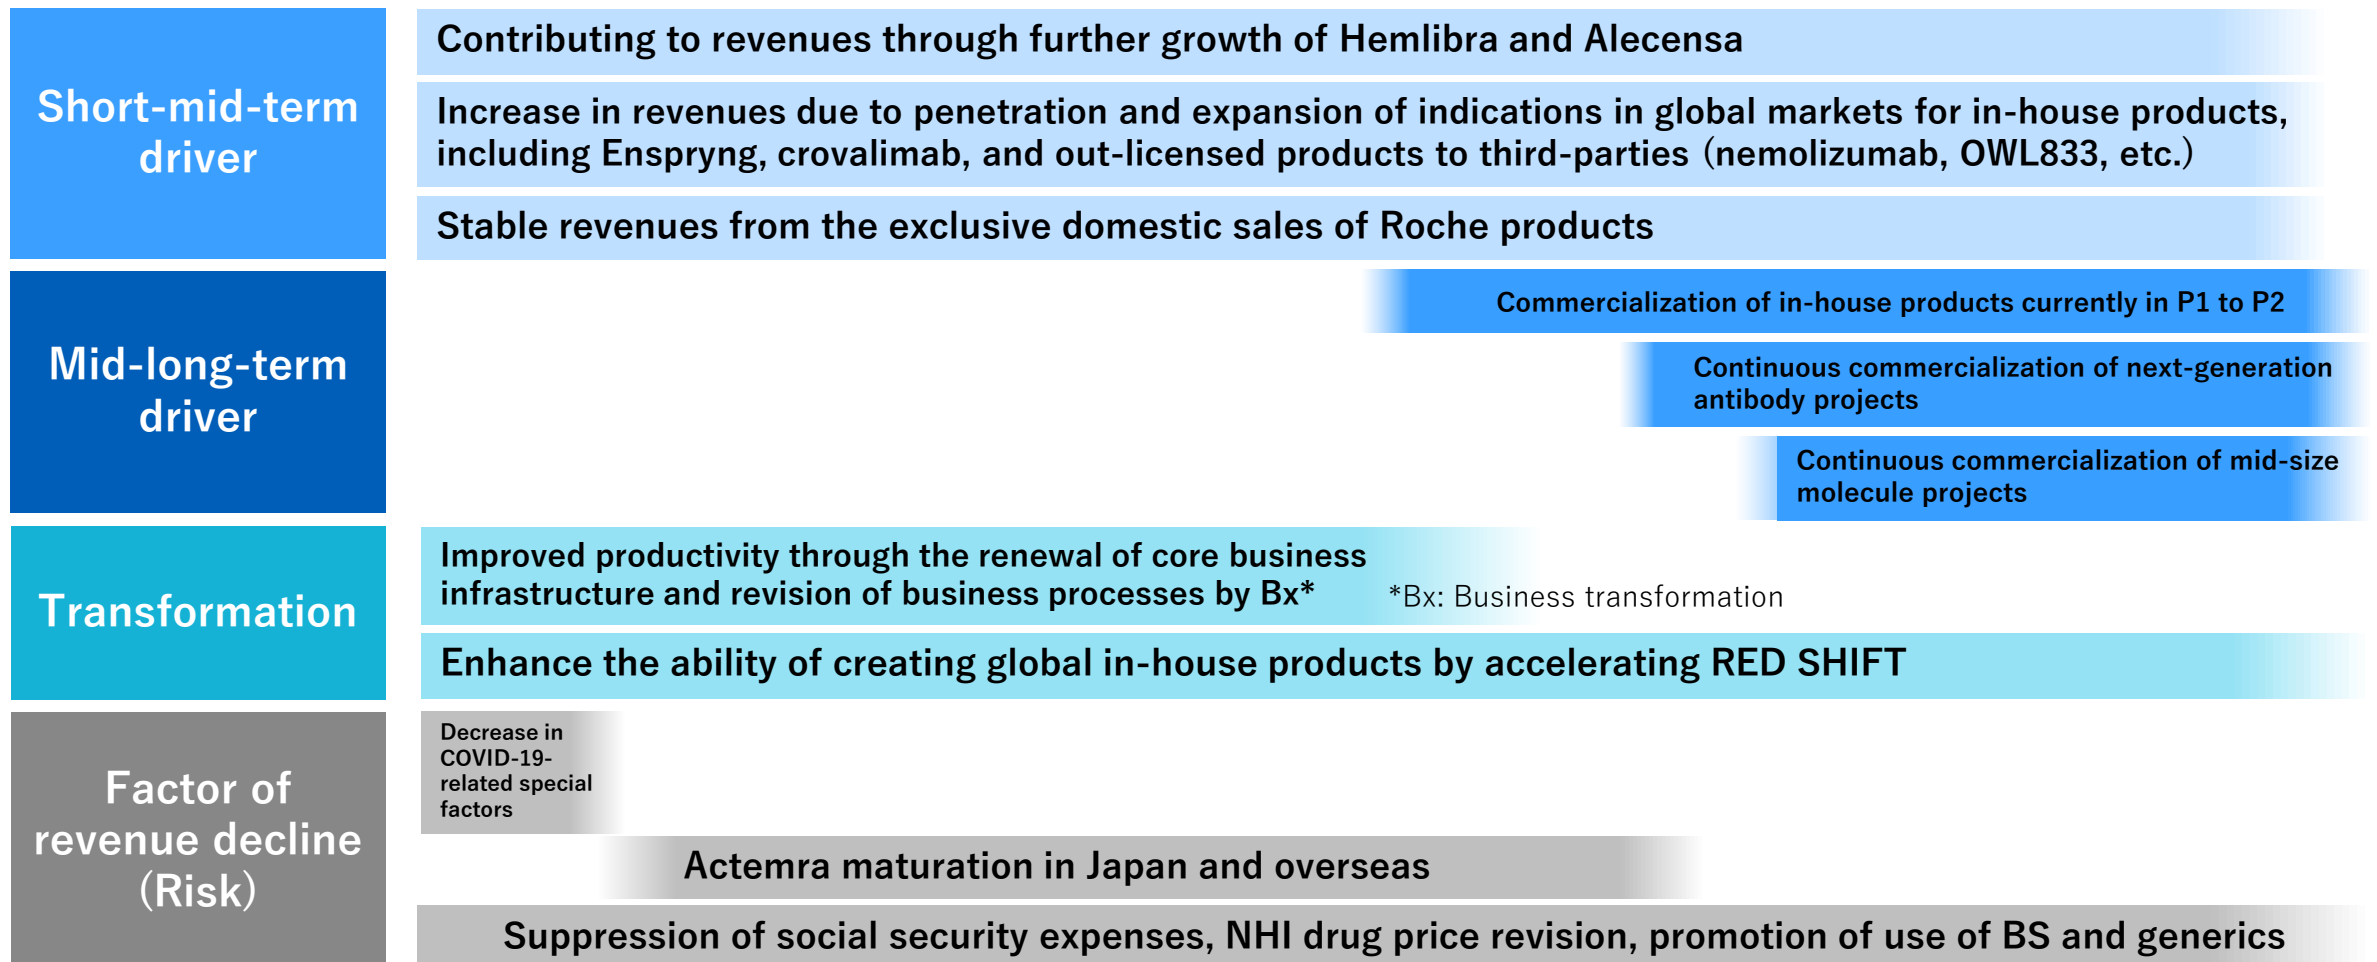 Short-mid-term
driver
Contributing to revenues through further growth of Hemlibra and Alecensa
Increase in revenues due to penetration and expansion of indications in global markets for in-house products,
including Enspryng, crovalimab, and out-licensed products to third-parties (nemolizumab, OWL833, etc.)
Stable revenues from the exclusive domestic sales of Roche products
Mid-long-term
driver
Commercialization of in-house products currently in P1 to P2
Continuous commercialization of next-generation
antibody projects
Continuous commercialization of mid-size
molecule projects
Transformation
Improved productivity through the renewal of core business
infrastructure and revision of business processes by Bx*
*Bx: Business transformation
Enhance the ability of creating global in-house products by accelerating RED SHIFT
Factor of
revenue decline
(Risk)
Decrease in
COVID-19-
related special
factors
Actemra maturation in Japan and overseas
Suppression of social security expenses, NHI drug price revision, promotion of use of BS and generics